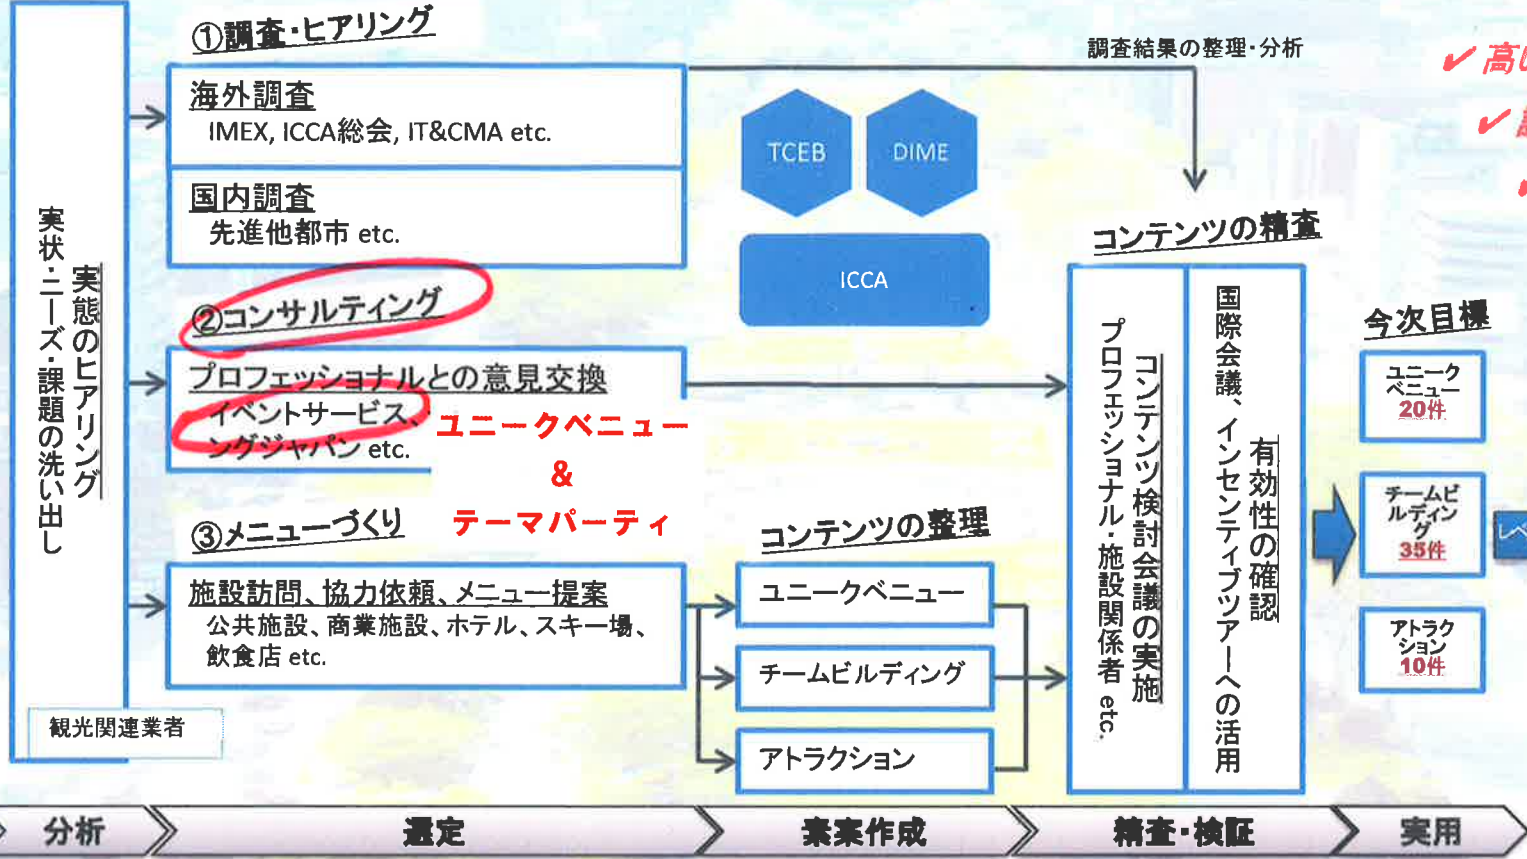 ①調査・ヒアリング
海外調査
IMEX, ICCA総会, IT&CMA etc.
国内調査
先進他都市 etc.
実態のヒアリング
実状・ニーズ・課題の洗い出し
観光関連業者
②コンサルティング
プロフェッショナルとの意見交換
イベントサービス、
ングジャパン etc.
ユニークベニュー
&
テーマパーティ
③メニューづくり
施設訪問、協力依頼、メニュー提案
公共施設、商業施設、ホテル、スキー場、
飲食店 etc.
TCEB
DIME
ICCA
コンテンツの整理
ユニークベニュー
チームビルディング
アトラクション
調査結果の整理・分析
コンテンツの精査
コンテンツ検討会議の実施
プロフェッショナル・施設関係者 etc.
有効性の確認
国際会議、インセンティブツアーへの活用
✔高い
今次目標
ユニーク
ベニュー
20件
チームビ
ルディン
グ
35件
アトラク
ション
10件
レベ
分析
選定
素案作成
精査・検証
実用